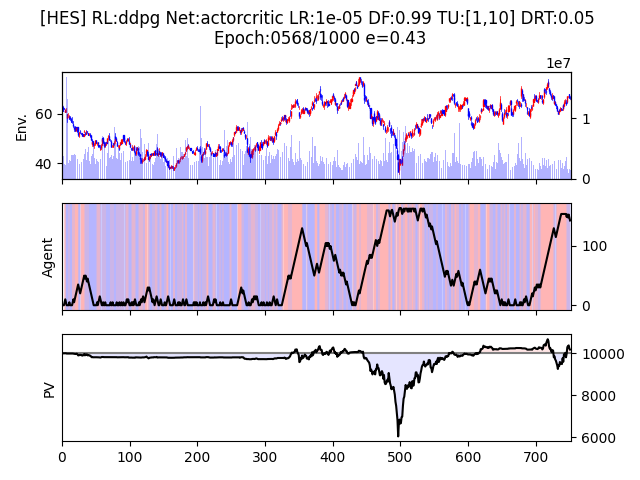 [HES] RL:ddpg Net:actorcritic LR:1e-05 DF:0.99 TU:[1,10] DRT:0.05
Epoch:0568/1000 e=0.43
1e7
Env.
60
40
1
0
Agent
100
0
PV
10000
8000
6000
0 100 200 300 400 500 600 700